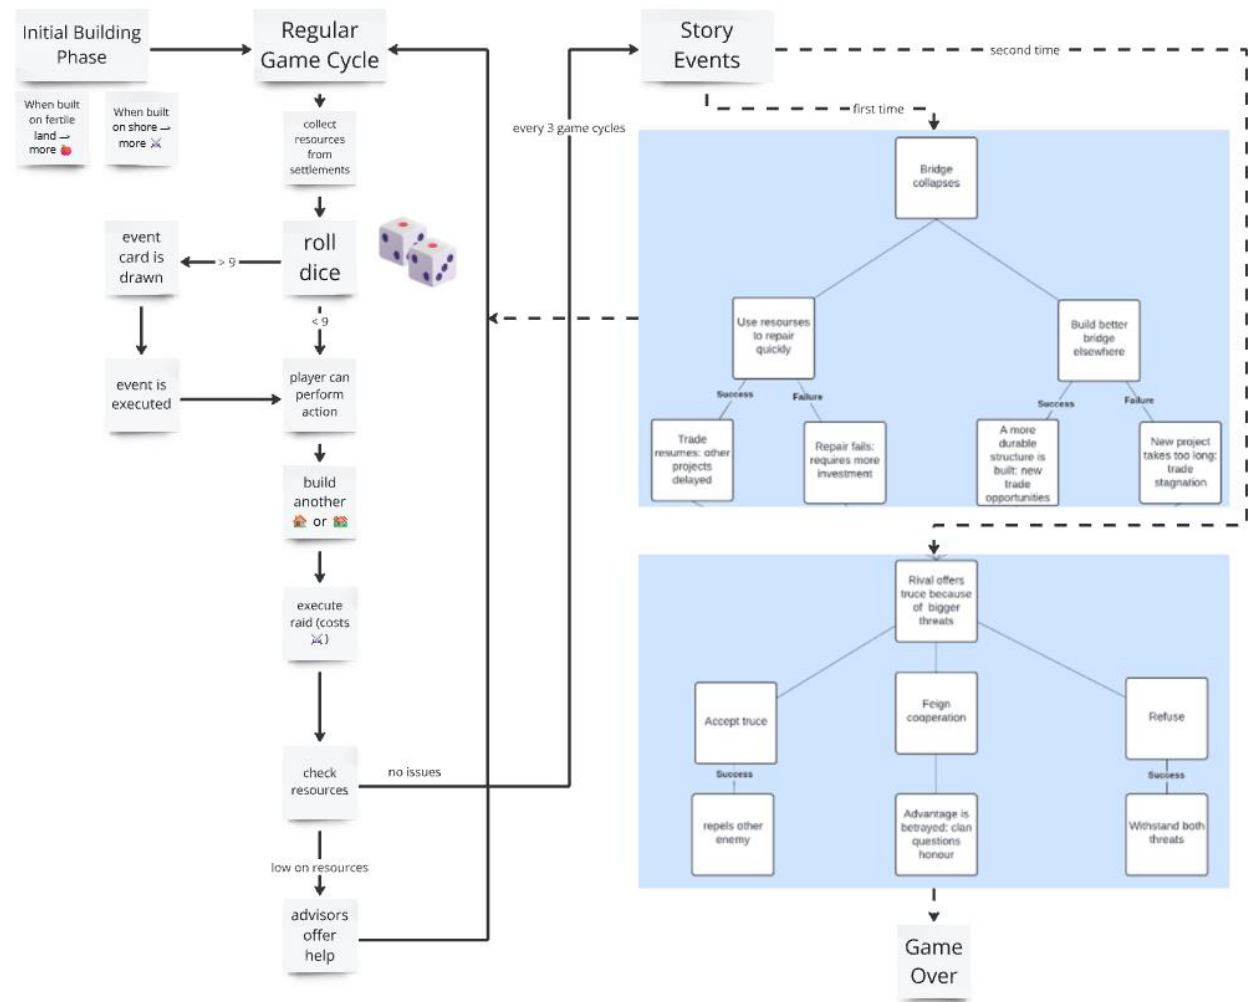 Initial Building
Phase
When built
on fertile
land →
more 🍎
When built
on shore →
more ⚔️
Regular
Game Cycle
collect
resources
from
settlements
roll
dice
> 9
event
card is
drawn
event is
executed
< 9
player can
perform
action
build
another
🏠 or 🏘️
execute
raid (costs
⚔️)
check
resources
no issues
low on resources
advisors
offer
help
every 3 game cycles
Story
Events
second time
first time
Bridge
collapses
Use resourses
to repair
quickly
Build better
bridge
elsewhere
Success
Failure
Success
Failure
Trade
resumes: other
projects
delayed
Repair fails:
requires more
investment
A more
durable
structure is
built: new
trade
opportunities
New project
takes too long:
trade
stagnation
Rival offers
truce because
of bigger
threats
Accept truce
Feign
cooperation
Refuse
Success
Success
repels other
enemy
Advantage is
betrayed: clan
questions
honour
Withstand both
threats
Game
Over